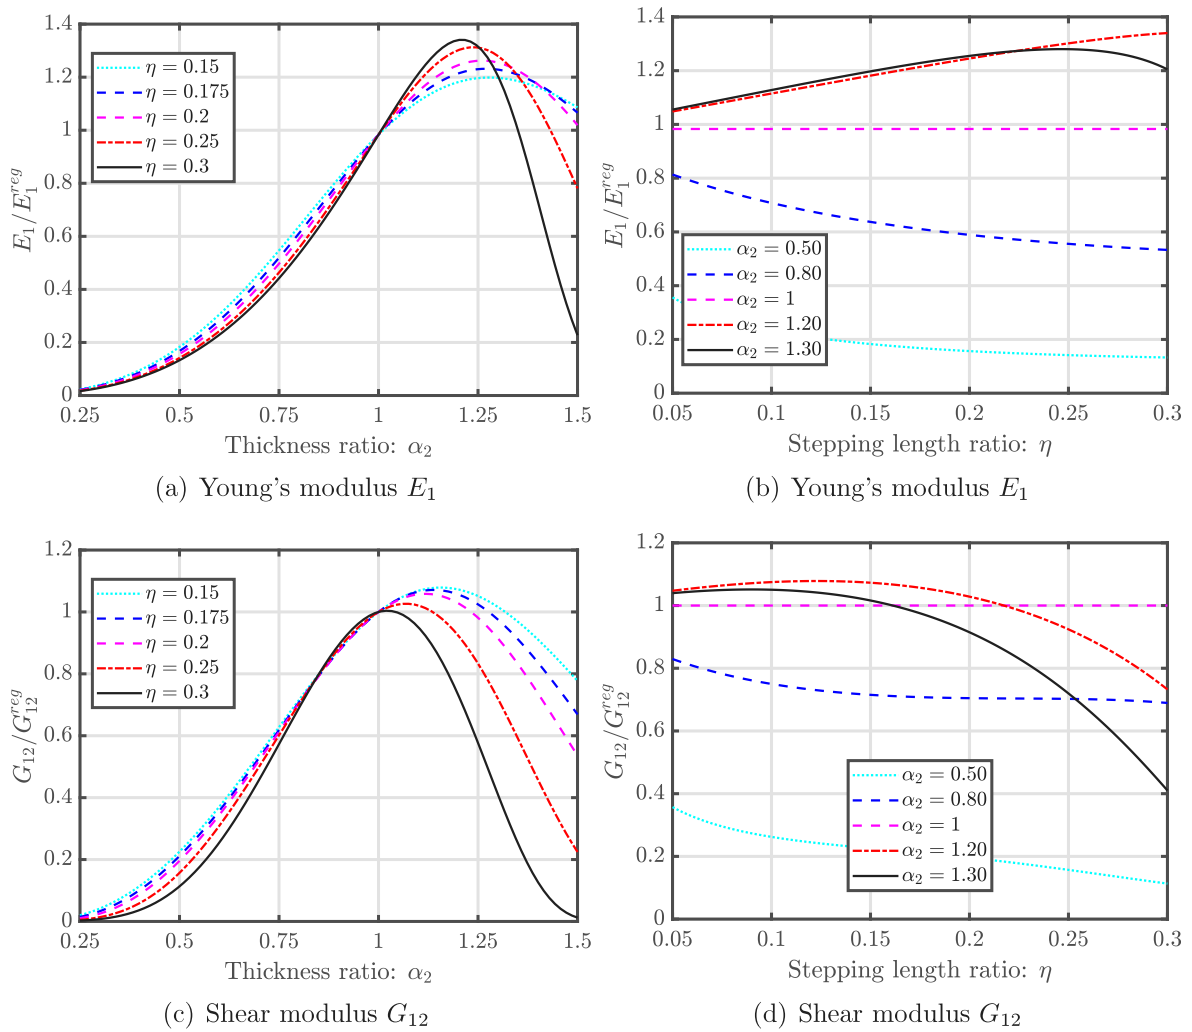 1.4
1.2
1
0.8
0.6
0.4
0.2
0
E₁/E₁ʳᵉᵍ
η = 0.15
η = 0.175
η = 0.2
η = 0.25
η = 0.3
0.25 0.5 0.75 1 1.25 1.5
Thickness ratio: α₂
(a) Young's modulus E₁
1.4
1.2
1
0.8
0.6
0.4
0.2
0
E₁/E₁ʳᵉᵍ
α₂ = 0.50
α₂ = 0.80
α₂ = 1
α₂ = 1.20
α₂ = 1.30
0.05 0.1 0.15 0.2 0.25 0.3
Stepping length ratio: η
(b) Young's modulus E₁
1.2
1
0.8
0.6
0.4
0.2
0
G₁₂/G₁₂ʳᵉᵍ
η = 0.15
η = 0.175
η = 0.2
η = 0.25
η = 0.3
0.25 0.5 0.75 1 1.25 1.5
Thickness ratio: α₂
(c) Shear modulus G₁₂
1.2
1
0.8
0.6
0.4
0.2
0
G₁₂/G₁₂ʳᵉᵍ
α₂ = 0.50
α₂ = 0.80
α₂ = 1
α₂ = 1.20
α₂ = 1.30
0.05 0.1 0.15 0.2 0.25 0.3
Stepping length ratio: η
(d) Shear modulus G₁₂